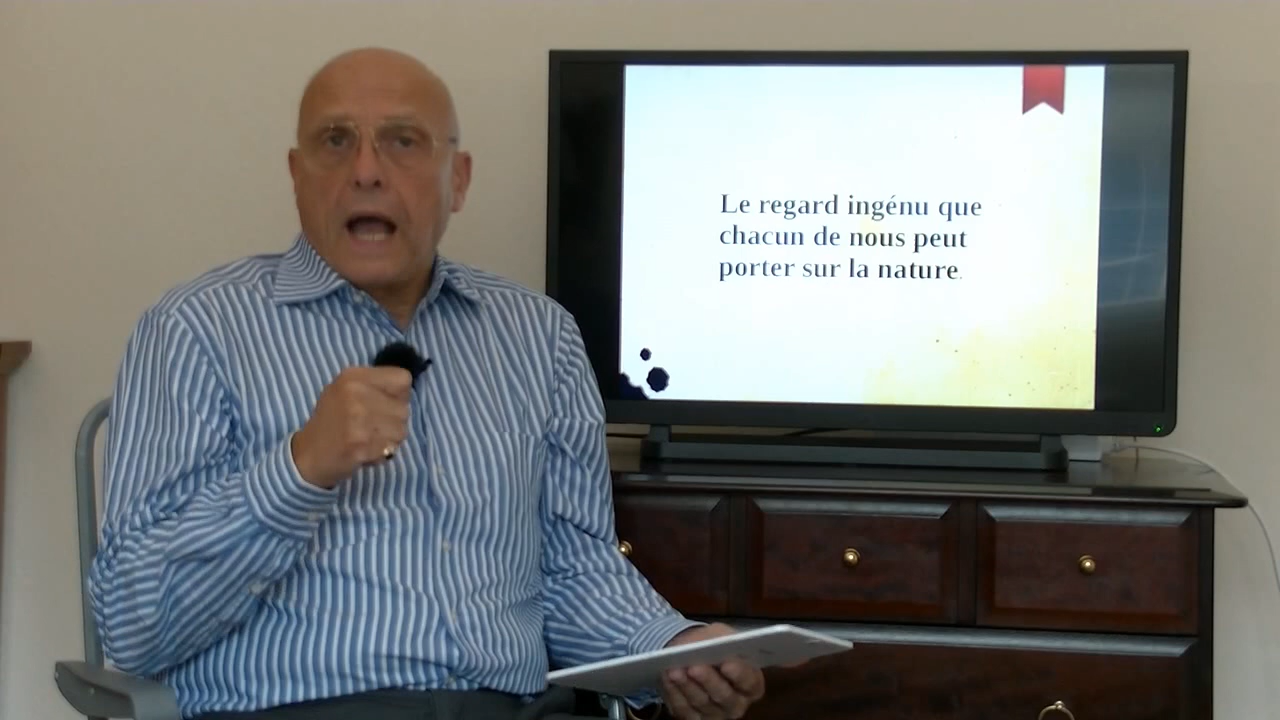 Le regard ingénu que
chacun de nous peut
porter sur la nature.